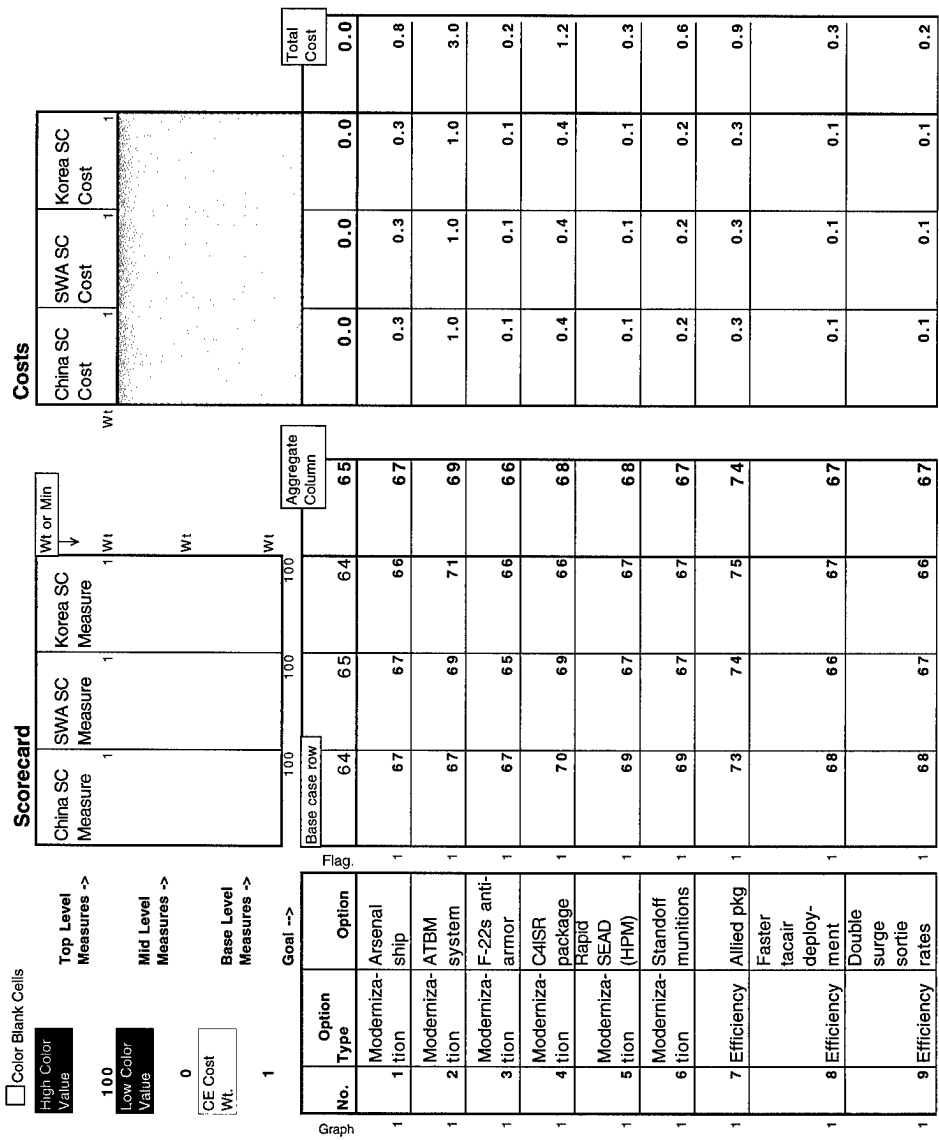 Color Blank Cells
High Color
Value
100
Low Color
Value
0
CE Cost
Wt.
1
Top Level
Measures ->
Mid Level
Measures ->
Base Level
Measures ->
Goal -->
Scorecard
China SC
Measure
1
SWA SC
Measure
1
Korea SC
Measure
1
Wt or Min
Wt
Wt
Wt
100 100 100
Costs
Wt
China SC
Cost
1
SWA SC
Cost
1
Korea SC
Cost
1
Graph
No.
Option
Type
Option
Flag.
Base case row
Aggregate
Column
Total
Cost
64 65 64 65 0.0 0.0 0.0 0.0
1 1 Moderniza-
tion
Arsenal
ship
1 67 67 66 67 0.3 0.3 0.3 0.8
1 2 Moderniza-
tion
ATBM
system
1 67 69 71 69 1.0 1.0 1.0 3.0
1 3 Moderniza-
tion
F-22s anti-
armor
1 67 65 66 66 0.1 0.1 0.1 0.2
1 4 Moderniza-
tion
C4ISR
package
1 70 69 66 68 0.4 0.4 0.4 1.2
1 5 Moderniza-
tion
Rapid
SEAD
(HPM)
1 69 67 67 68 0.1 0.1 0.1 0.3
1 6 Moderniza-
tion
Standoff
munitions
1 69 67 67 67 0.2 0.2 0.2 0.6
1 7 Efficiency
Allied pkg
1 73 74 75 74 0.3 0.3 0.3 0.9
1 8 Efficiency
Faster
tacair
deploy-
ment
1 68 66 67 67 0.1 0.1 0.1 0.3
1 9 Efficiency
Double
surge
sortie
rates
1 68 67 66 67 0.1 0.1 0.1 0.2